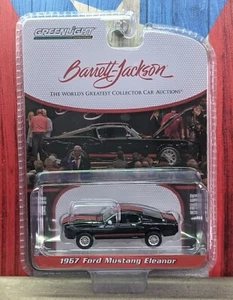 GREENLIGHT
Barrett-Jackson
THE WORLD'S GREATEST COLLECTOR CAR AUCTIONS
1967 Ford Mustang Eleanor